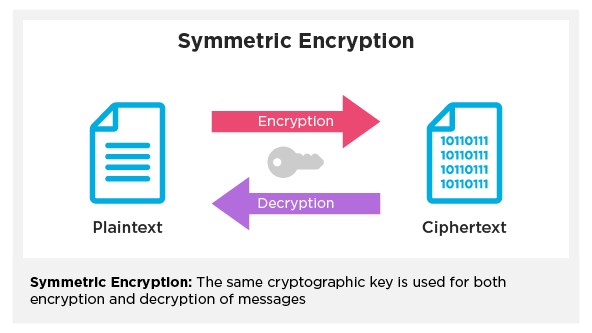 Symmetric Encryption
Encryption
10110111
10110111
10110111
10110111
Decryption
Plaintext
Ciphertext
Symmetric Encryption: The same cryptographic key is used for both
encryption and decryption of messages